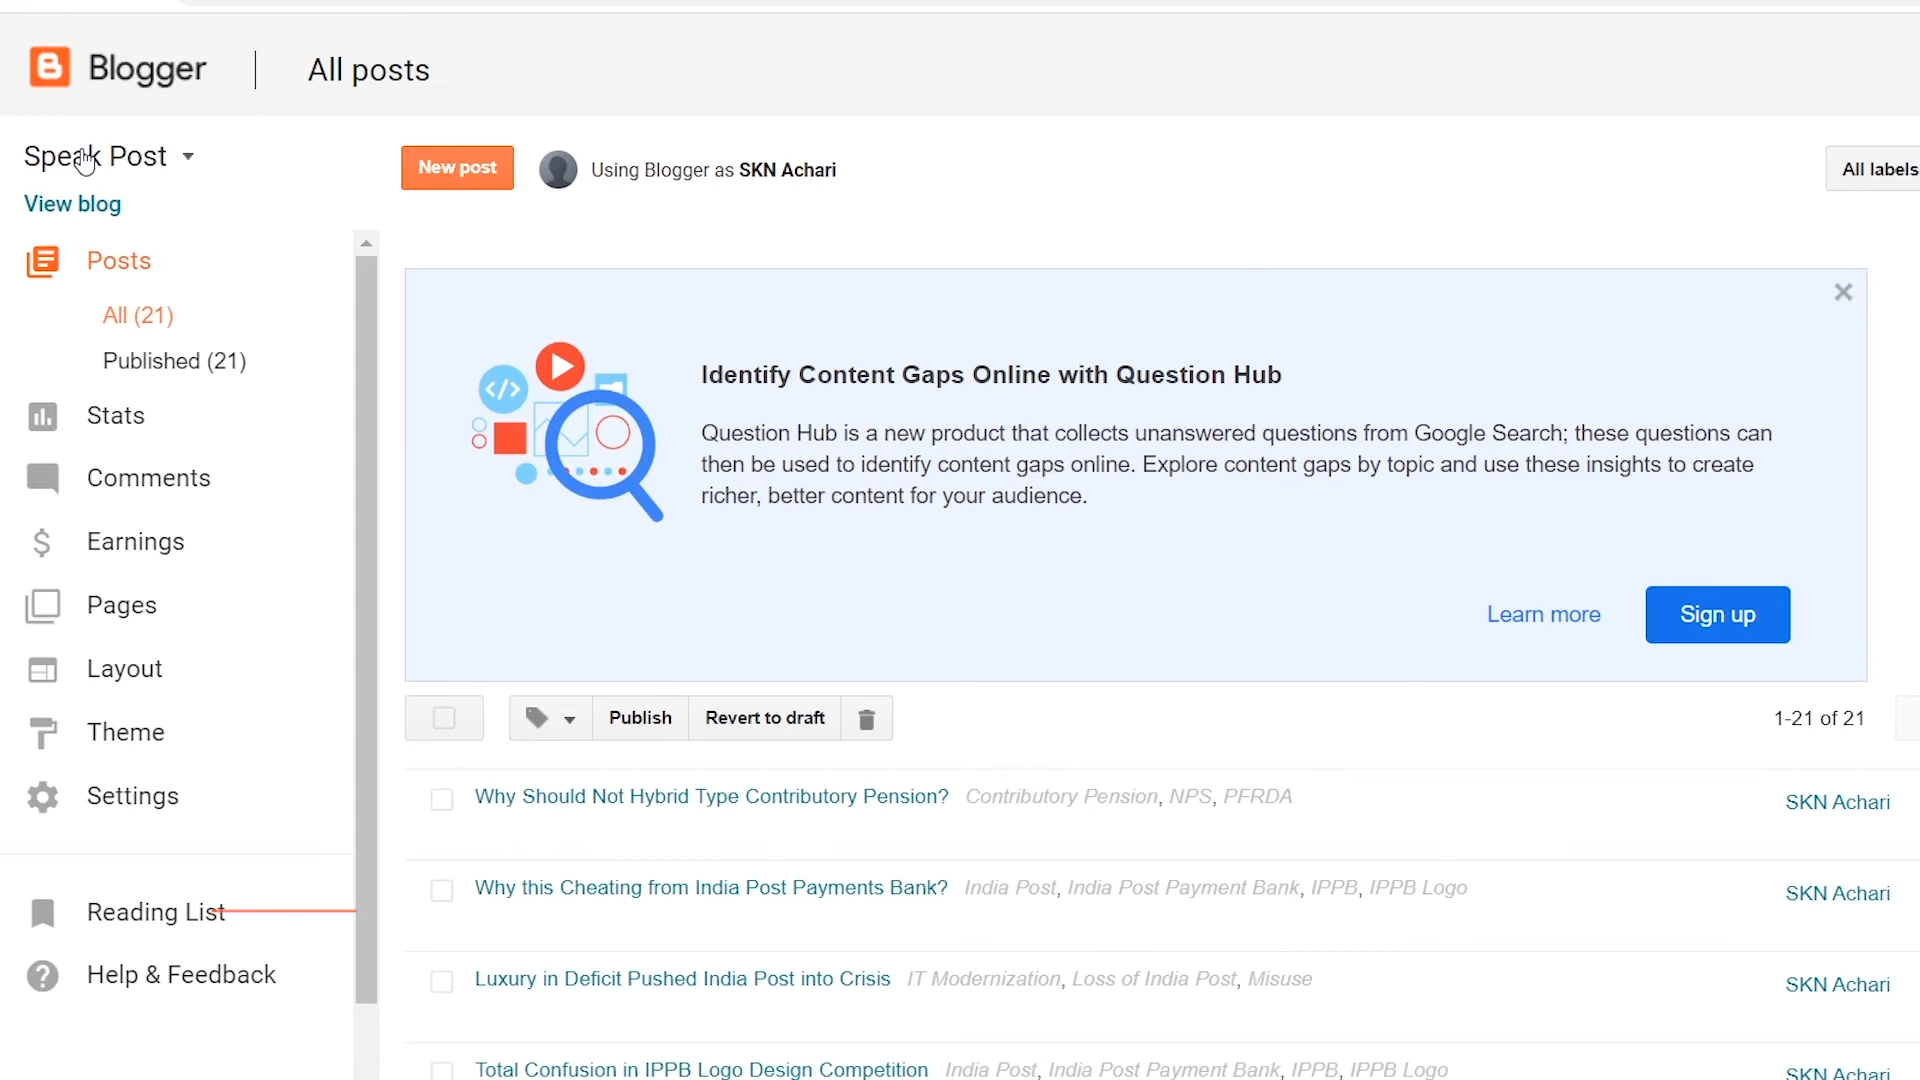 Blogger
All posts
Speak Post
View blog
New post
Using Blogger as SKN Achari
All labels
Posts
All (21)
Published (21)
Stats
Comments
Earnings
Pages
Layout
Theme
Settings
Reading List
Help & Feedback
Identify Content Gaps Online with Question Hub
Question Hub is a new product that collects unanswered questions from Google Search; these questions can
then be used to identify content gaps online. Explore content gaps by topic and use these insights to create
richer, better content for your audience.
Learn more
Sign up
Publish
Revert to draft
1-21 of 21
Why Should Not Hybrid Type Contributory Pension? Contributory Pension, NPS, PFRDA
SKN Achari
Why this Cheating from India Post Payments Bank? India Post, India Post Payment Bank, IPPB, IPPB Logo
SKN Achari
Luxury in Deficit Pushed India Post into Crisis IT Modernization, Loss of India Post, Misuse
SKN Achari
Total Confusion in IPPB Logo Design Competition India Post, India Post Payment Bank, IPPB, IPPB Logo
SKN Achari